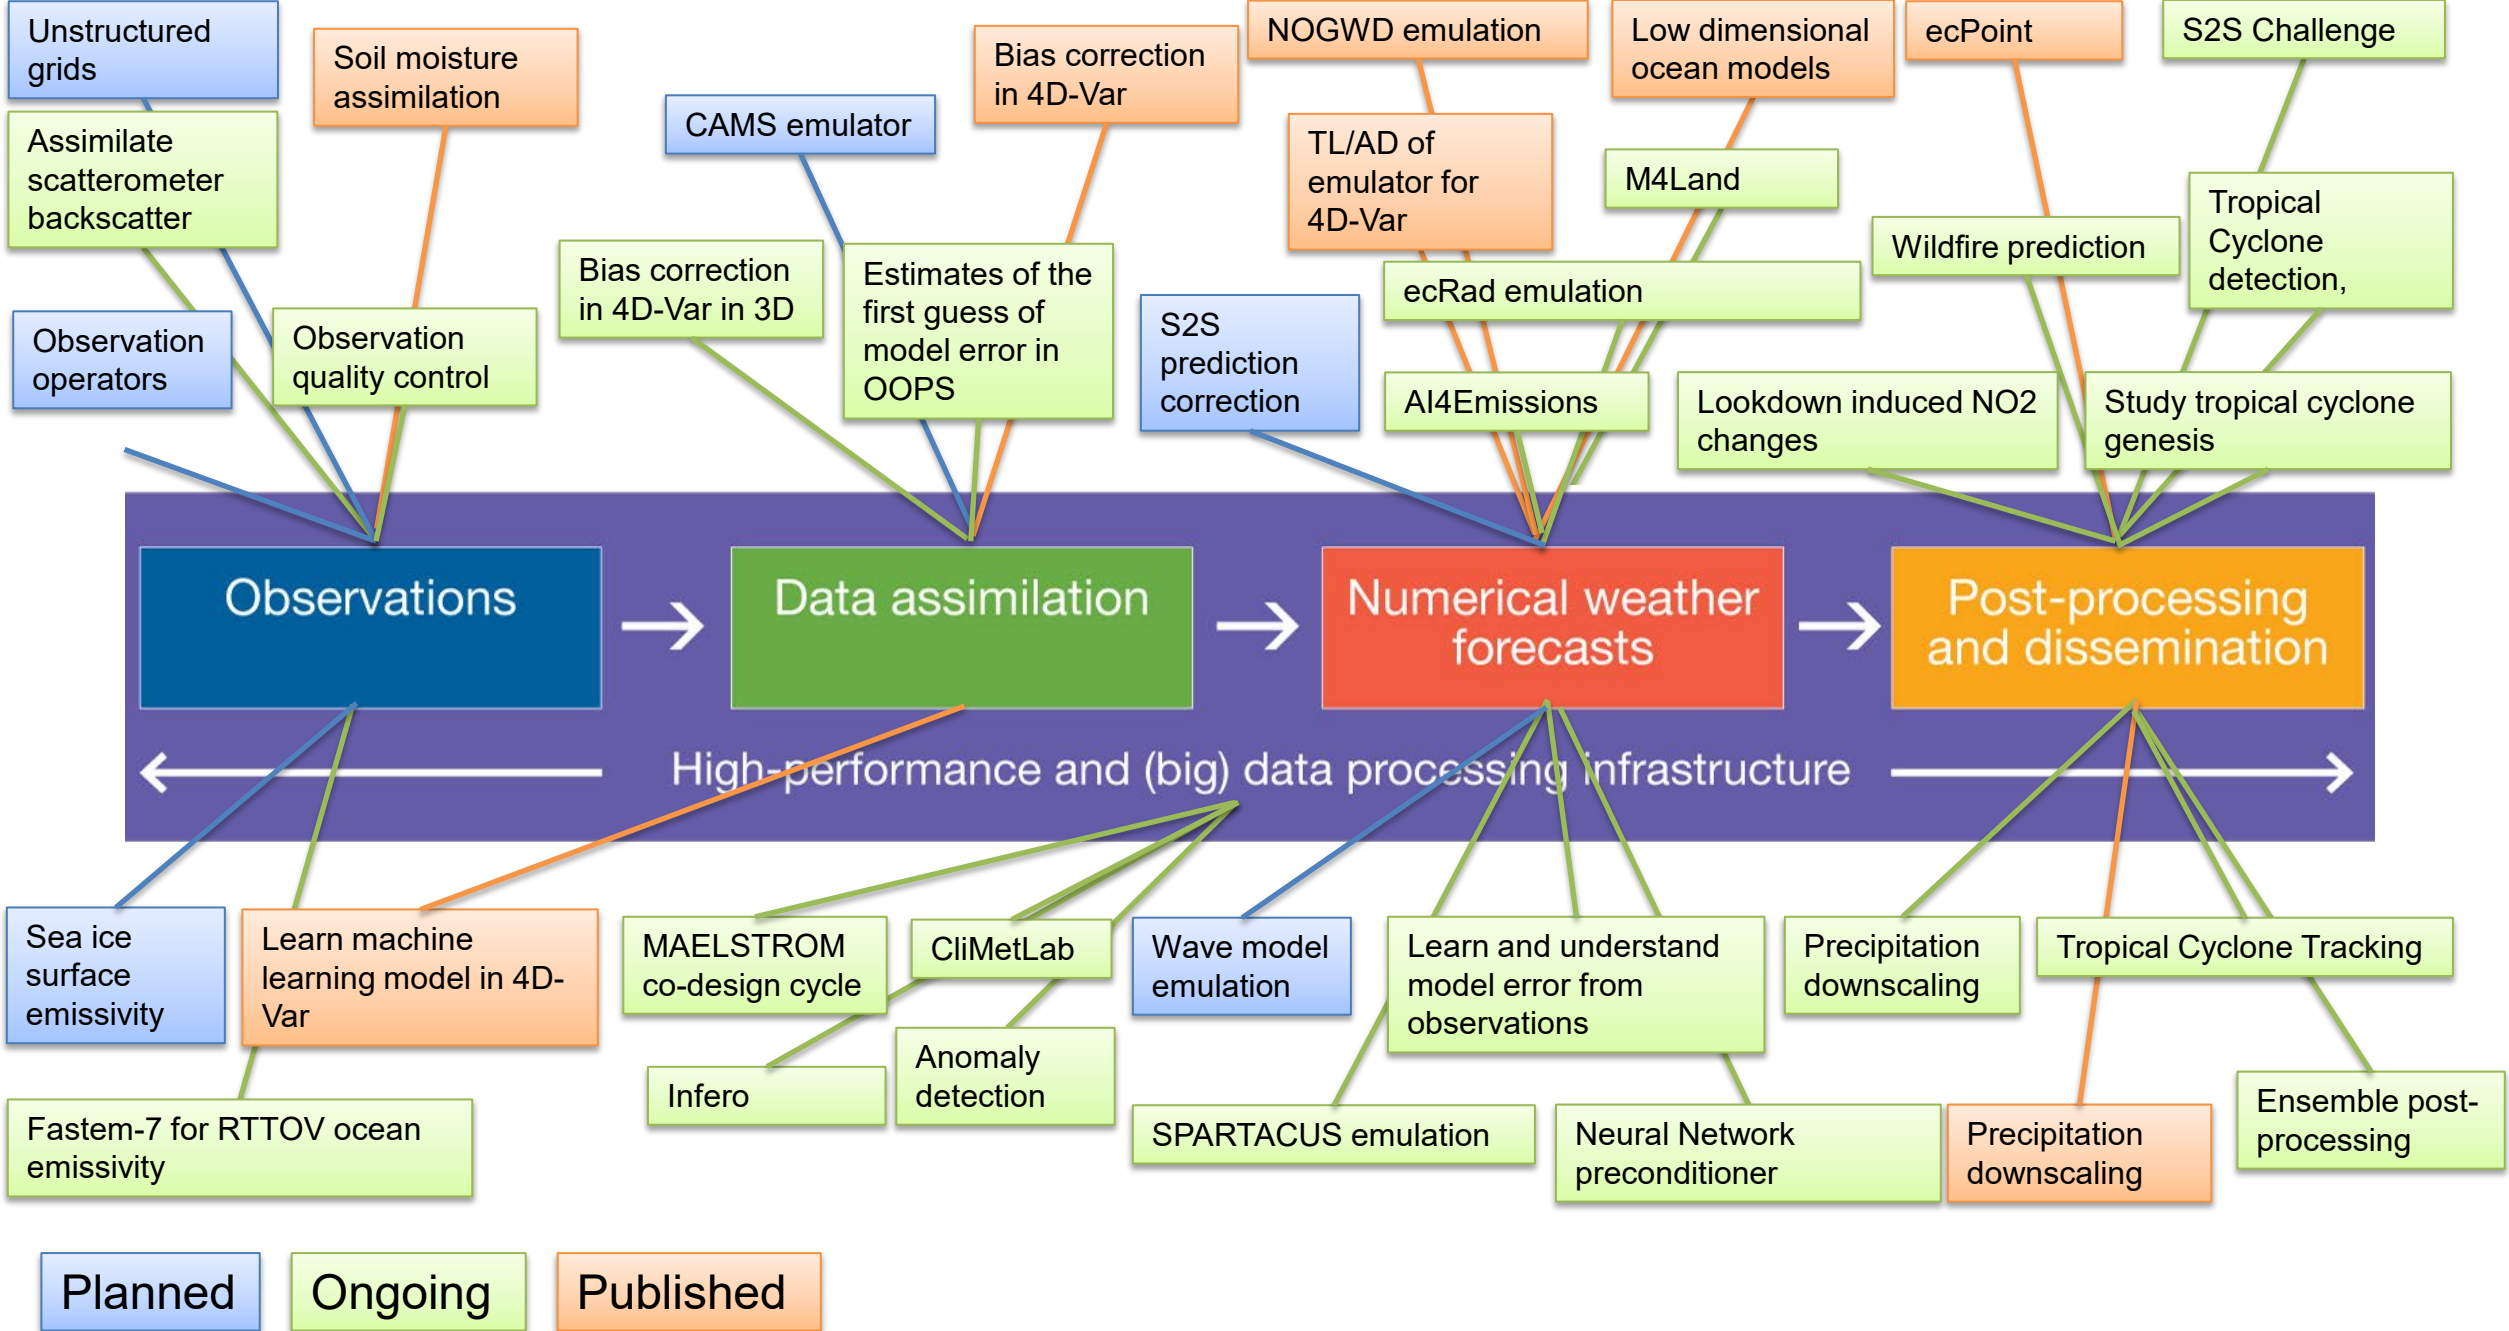 Unstructured
grids
Soil moisture
assimilation
Assimilate
scatterometer
backscatter
Observation
operators
Observation
quality control
CAMS emulator
Bias correction
in 4D-Var
Bias correction
in 4D-Var in 3D
Estimates of the
first guess of
model error in
OOPS
NOGWD emulation
Low dimensional
ocean models
ecPoint
S2S Challenge
TL/AD of
emulator for
4D-Var
M4Land
Wildfire prediction
Tropical
Cyclone
detection,
ecRad emulation
S2S
prediction
correction
AI4Emissions
Lookdown induced NO2
changes
Study tropical cyclone
genesis
Observations
Data assimilation
Numerical weather
forecasts
Post-processing
and dissemination
High-performance and (big) data processing infrastructure
Sea ice
surface
emissivity
Learn machine
learning model in 4D-
Var
MAELSTROM
co-design cycle
CliMetLab
Wave model
emulation
Learn and understand
model error from
observations
Precipitation
downscaling
Tropical Cyclone Tracking
Infero
Anomaly
detection
Fastem-7 for RTTOV ocean
emissivity
SPARTACUS emulation
Neural Network
preconditioner
Precipitation
downscaling
Ensemble post-
processing
Planned
Ongoing
Published